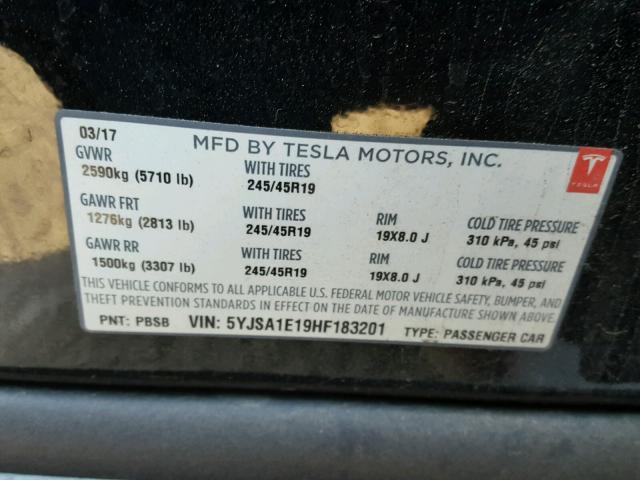 03/17 MFD BY TESLA MOTORS, INC.
GVWR WITH TIRES
2590kg (5710 lb) 245/45R19
TESLA
GAWR FRT WITH TIRES RIM COLD TIRE PRESSURE
1276kg (2813 lb) 245/45R19 19X8.0 J 310 kPa, 45 psi
GAWR RR WITH TIRES RIM COLD TIRE PRESSURE
1500kg (3307 lb) 245/45R19 19X8.0 J 310 kPa, 45 psi
THIS VEHICLE CONFORMS TO ALL APPLICABLE U.S. FEDERAL MOTOR VEHICLE SAFETY, BUMPER, AND
THEFT PREVENTION STANDARDS IN EFFECT ON THE DATE OF MANUFACTURE SHOWN ABOVE.
PNT: PBSB VIN: 5YJSA1E19HF183201 TYPE: PASSENGER CAR